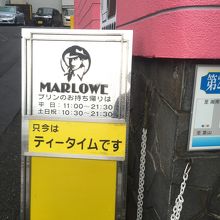 MARLOWE
プリンのお持ち帰りは
平 日：11:00〜21:30
土日祝：10:30〜21:30
只今は
ティータイムです
第